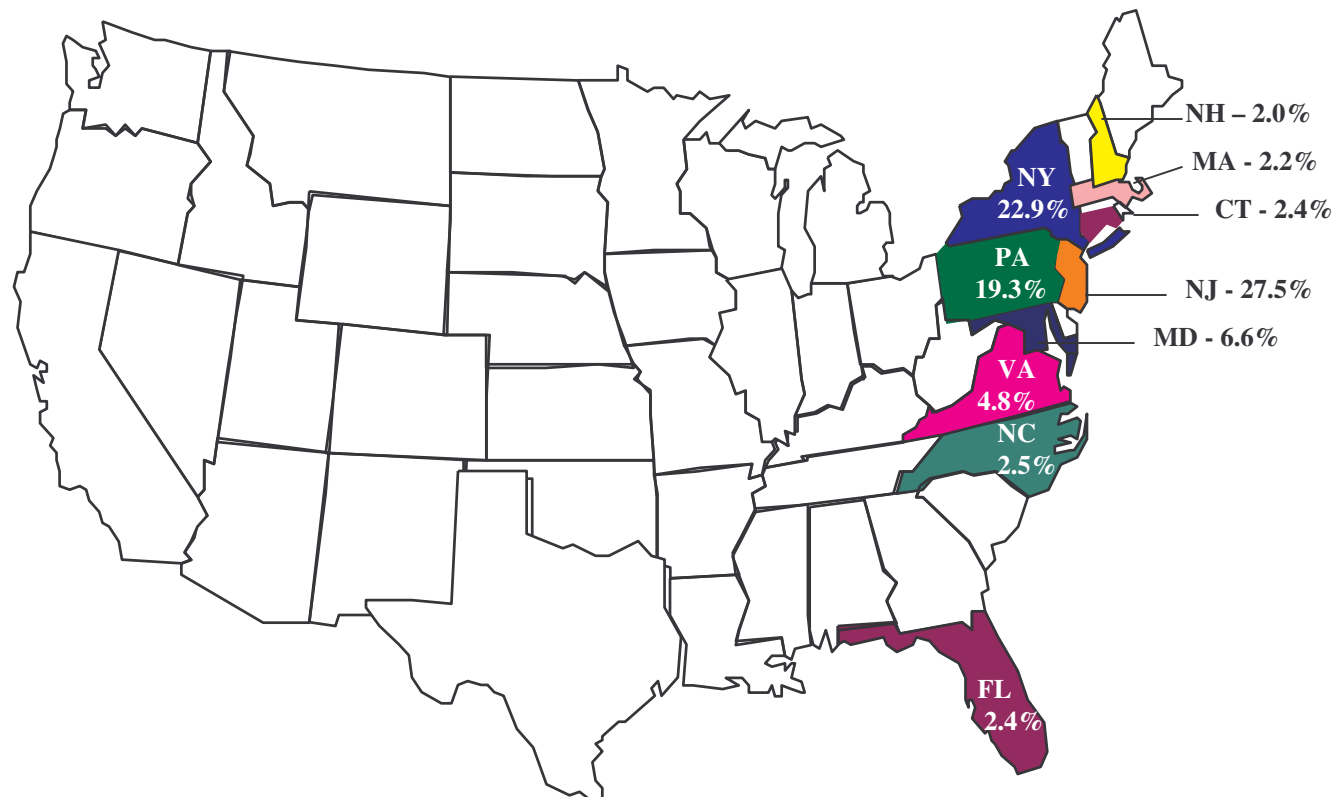 NH – 2.0%
MA - 2.2%
NY
22.9%
CT - 2.4%
PA
19.3%
NJ - 27.5%
MD - 6.6%
VA
4.8%
NC
2.5%
FL
2.4%